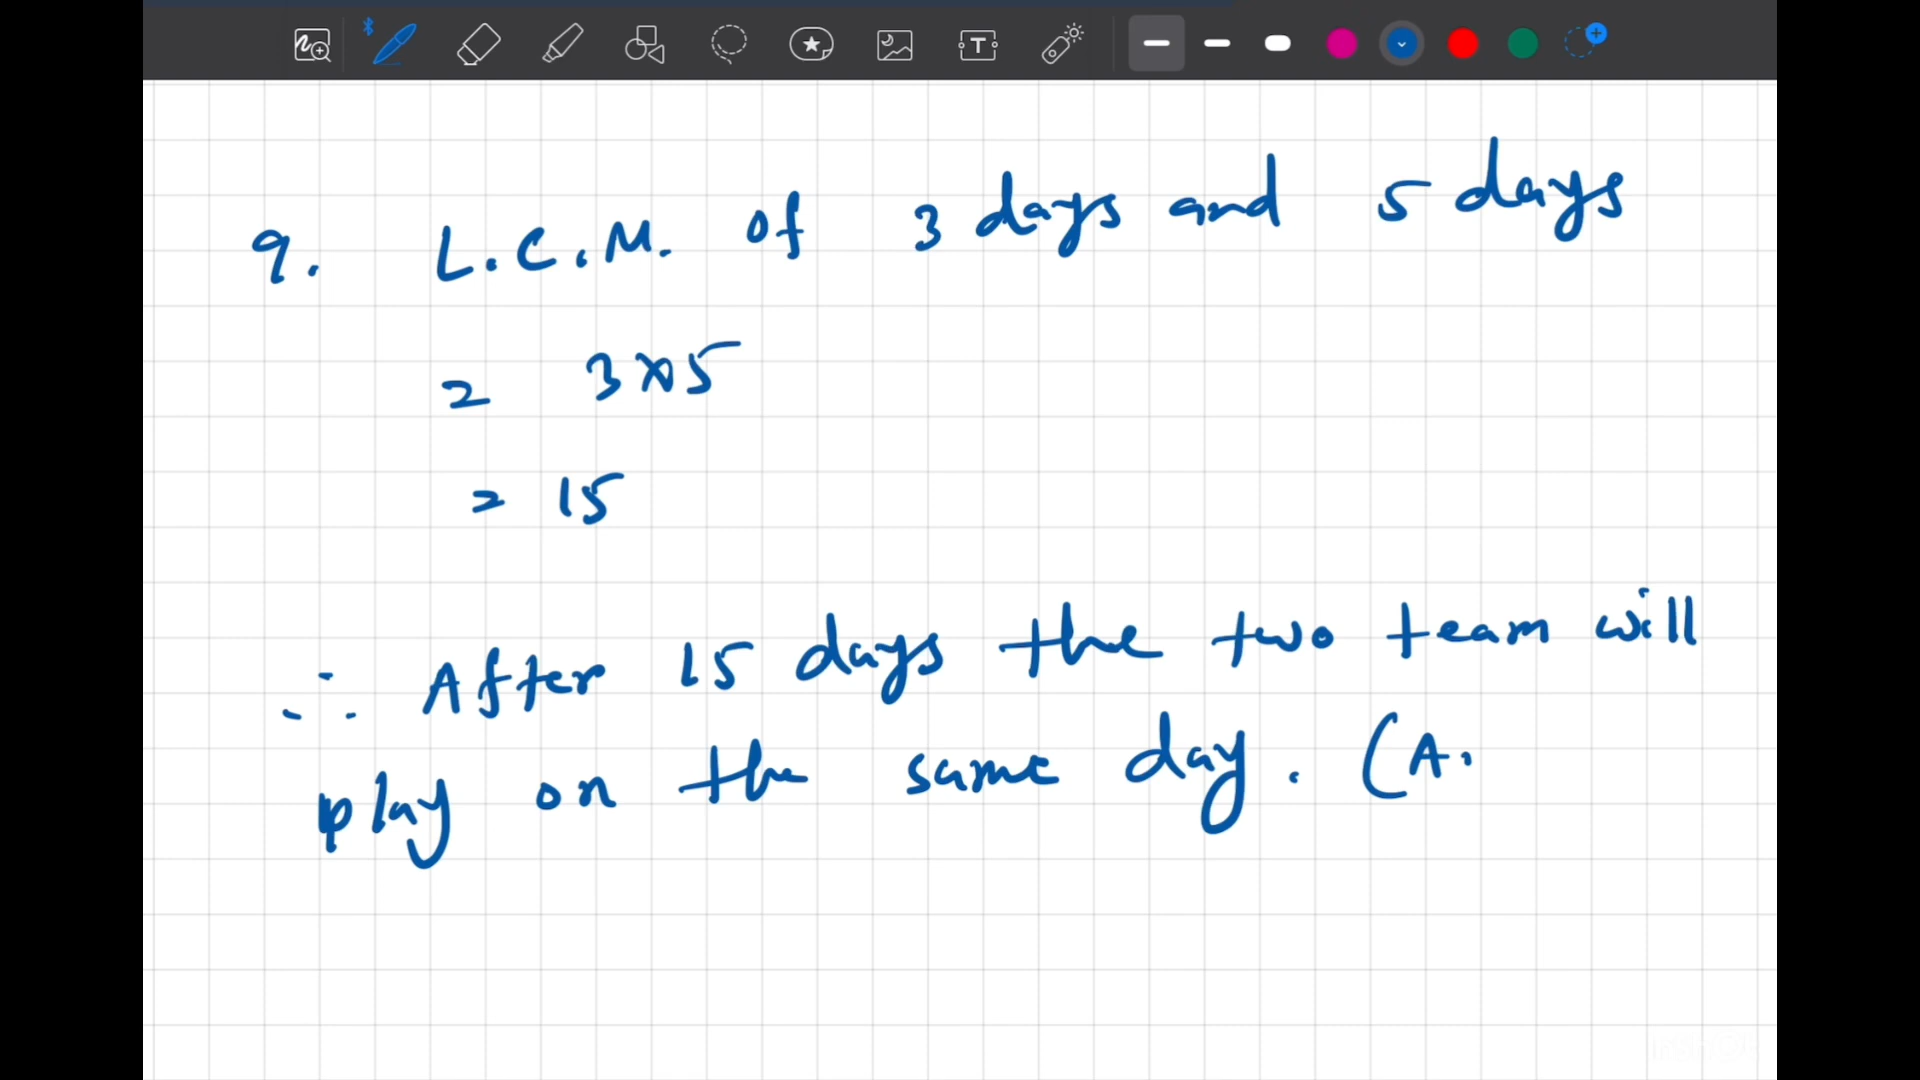 9. L.C.M. of 3 days and 5 days
= 3×5
= 15
∴ After 15 days the two team will
play on the same day. (A.